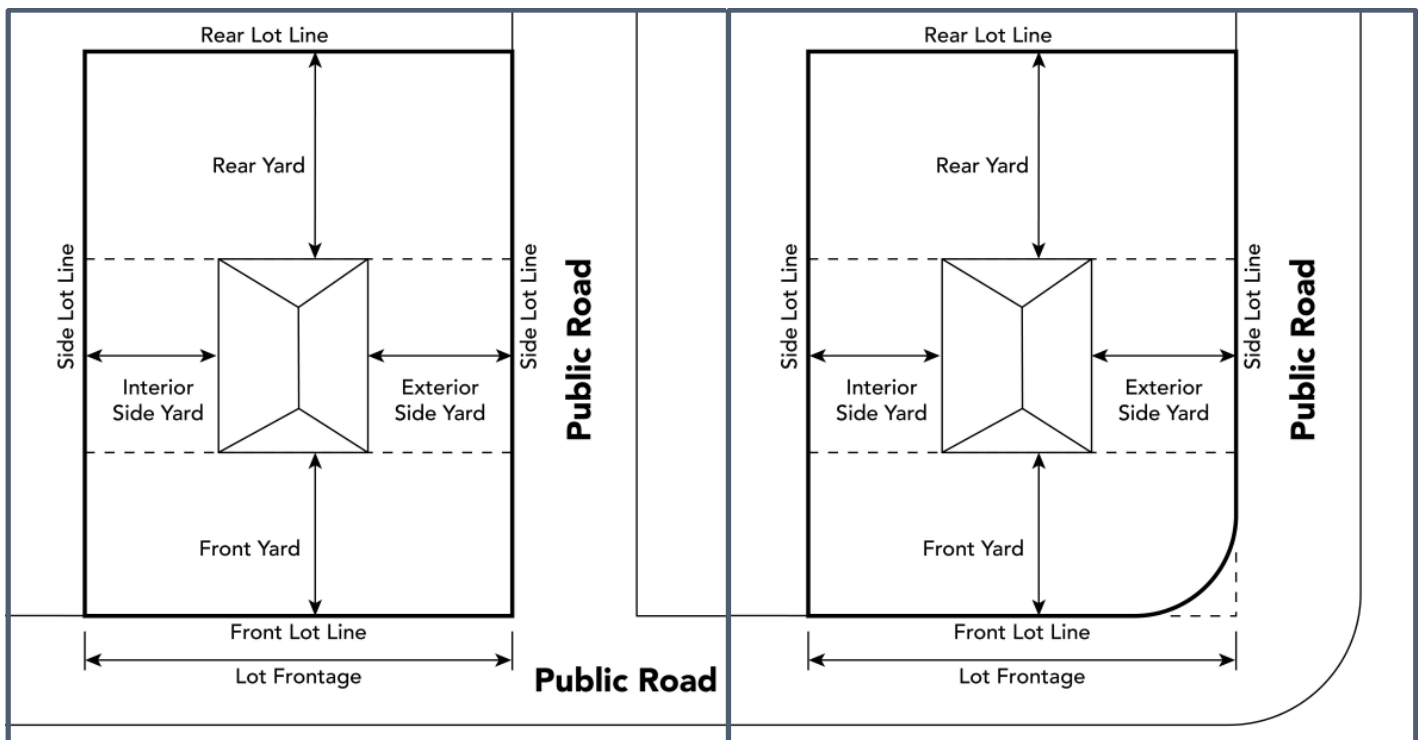 Rear Lot Line
Rear Yard
Side Lot Line
Interior
Side Yard
Exterior
Side Yard
Side Lot Line
Public Road
Front Yard
Front Lot Line
Lot Frontage
Public Road
Rear Lot Line
Rear Yard
Side Lot Line
Interior
Side Yard
Exterior
Side Yard
Side Lot Line
Public Road
Front Yard
Front Lot Line
Lot Frontage